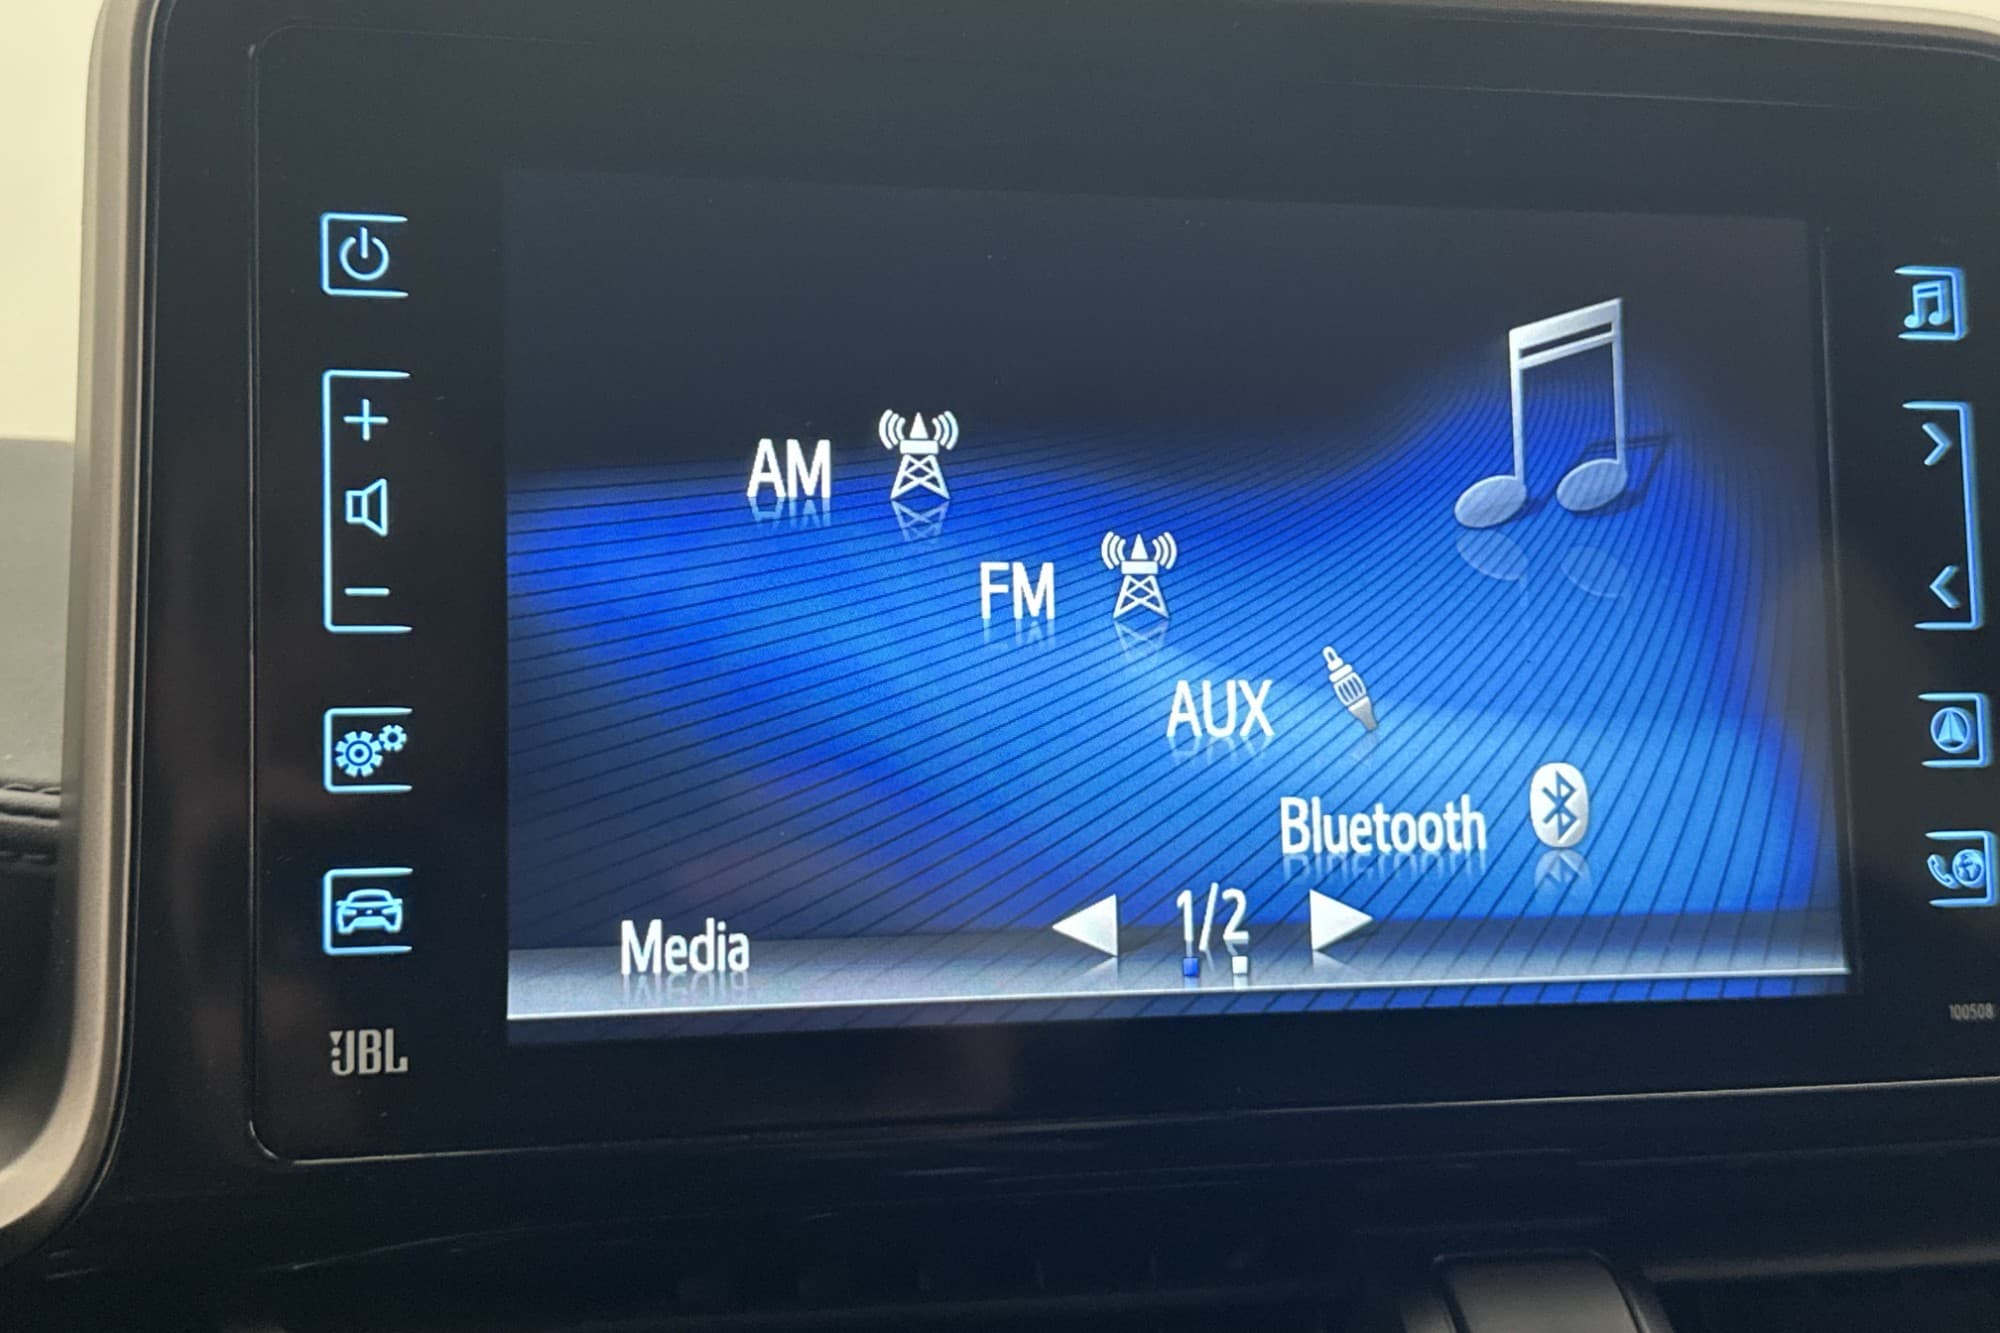 AM
FM
AUX
Bluetooth
Media
1/2
JBL
100508